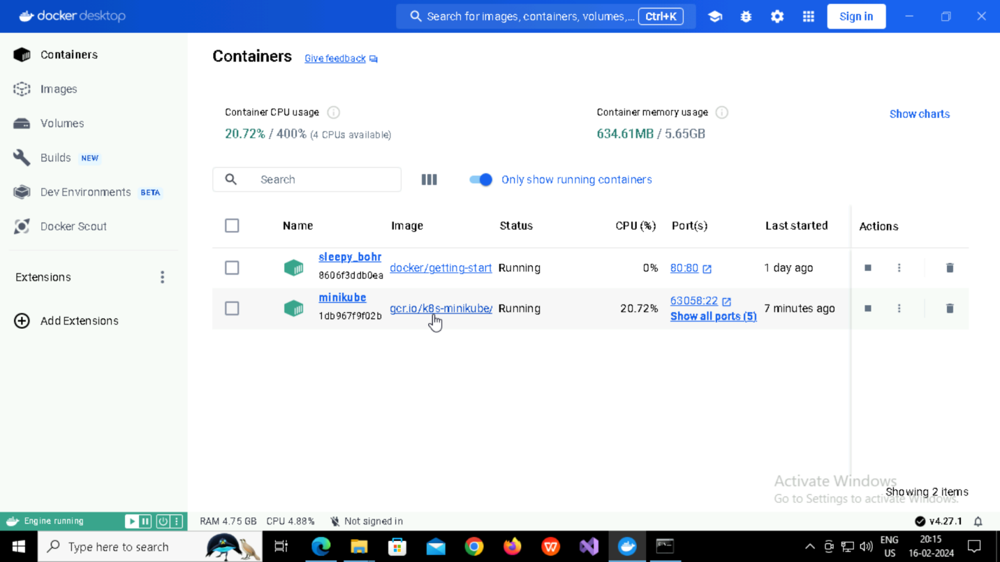 docker desktop
Search for images, containers, volumes,... Ctrl+K
Sign in
Containers
Images
Volumes
Builds NEW
Dev Environments BETA
Docker Scout
Extensions
Add Extensions
Containers Give feedback
Container CPU usage
20.72% / 400% (4 CPUs available)
Container memory usage
634.61MB / 5.65GB
Show charts
Search
Only show running containers
Name Image Status CPU (%) Port(s) Last started Actions
sleepy_bohr
8606f3ddb0ea
docker/getting-start Running 0% 80:80 1 day ago
minikube
1db967f9f02b
gcr.io/k8s-minikube/ Running 20.72% 63058:22
Show all ports (5)
7 minutes ago
Activate Windows
Go to Settings to activate Windows.
Showing 2 items
Engine running
RAM 4.75 GB CPU 4.88% Not signed in
v4.27.1
Type here to search
ENG
US
20:15
16-02-2024